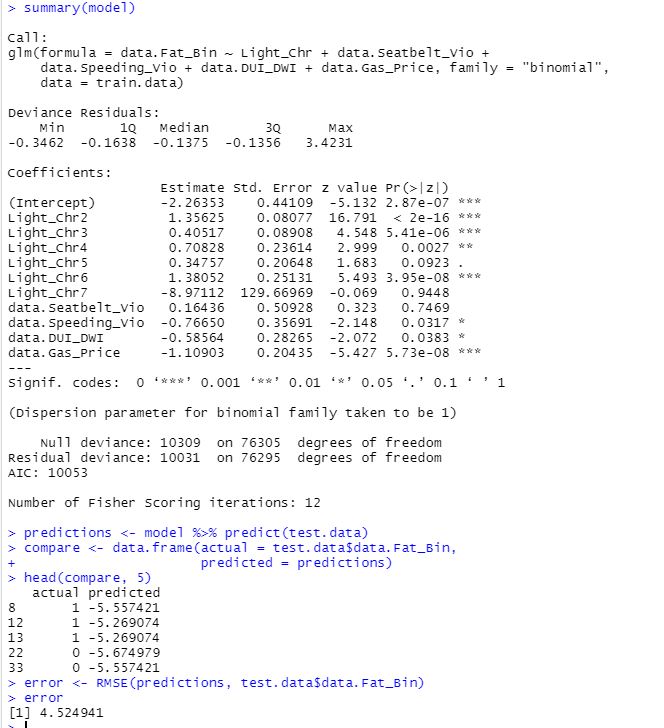 > summary(model)
Call:
glm(formula = data.Fat_Bin ~ Light_Chr + data.Seatbelt_Vio +
    data.Speeding_Vio + data.DUI_DWI + data.Gas_Price, family = "binomial",
    data = train.data)
Deviance Residuals:
    Min       1Q   Median       3Q      Max
-0.3462  -0.1638  -0.1375  -0.1356   3.4231
Coefficients:
                   Estimate Std. Error z value Pr(>|z|)
(Intercept)        -2.26353    0.44109  -5.132 2.87e-07 ***
Light_Chr2          1.35625    0.08077  16.791  < 2e-16 ***
Light_Chr3          0.40517    0.08908   4.548 5.41e-06 ***
Light_Chr4          0.70828    0.23614   2.999   0.0027 **
Light_Chr5          0.34757    0.20648   1.683   0.0923 .
Light_Chr6          1.38052    0.25131   5.493 3.95e-08 ***
Light_Chr7         -8.97112  129.66969  -0.069   0.9448
data.Seatbelt_Vio   0.16436    0.50928   0.323   0.7469
data.Speeding_Vio  -0.76650    0.35691  -2.148   0.0317 *
data.DUI_DWI       -0.58564    0.28265  -2.072   0.0383 *
data.Gas_Price     -1.10903    0.20435  -5.427 5.73e-08 ***
---
Signif. codes:  0 ‘***’ 0.001 ‘**’ 0.01 ‘*’ 0.05 ‘.’ 0.1 ‘ ’ 1
(Dispersion parameter for binomial family taken to be 1)
    Null deviance: 10309  on 76305  degrees of freedom
Residual deviance: 10031  on 76295  degrees of freedom
AIC: 10053
Number of Fisher Scoring iterations: 12
> predictions <- model %>% predict(test.data)
> compare <- data.frame(actual = test.data$data.Fat_Bin,
+                       predicted = predictions)
> head(compare, 5)
   actual predicted
8       1 -5.557421
12      1 -5.269074
13      1 -5.269074
22      0 -5.674979
33      0 -5.557421
> error <- RMSE(predictions, test.data$data.Fat_Bin)
> error
[1] 4.524941
>